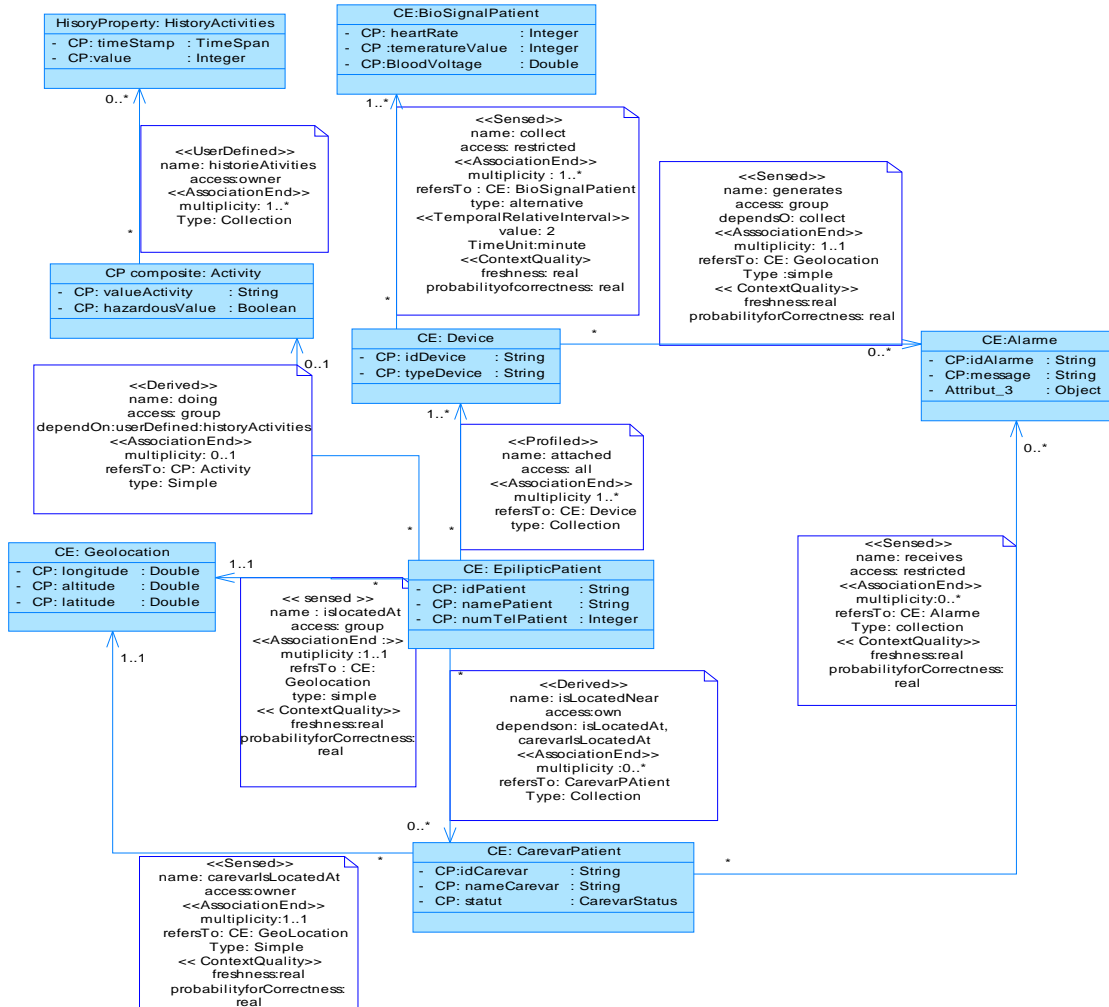 HisoryProperty: HistoryActivities
- CP: timeStamp : TimeSpan
- CP:value : Integer
CE:BioSignalPatient
- CP: heartRate : Integer
- CP :temeratureValue : Integer
- CP:BloodVoltage : Double
0..*
1..*
<<UserDefined>>
name: historieAtivities
access:owner
<<AssociationEnd>>
multiplicity: 1..*
Type: Collection
*
<<Sensed>>
name: collect
access: restricted
<<AssociationEnd>>
multiplicity : 1..*
refersTo : CE: BioSignalPatient
type: alternative
<<TemporalRelativeInterval>>
value: 2
TimeUnit:minute
<ContextQuality>
freshness: real
probabilityofcorrectness: real
*
<<Sensed>>
name: generates
access: group
dependsO: collect
<<AsssociationEnd>>
multiplicity: 1..1
refersTo: CE: Geolocation
Type :simple
<< ContextQuality>>
freshness:real
probabilityforCorrectness: real
CP composite: Activity
- CP: valueActivity : String
- CP: hazardousValue : Boolean
0..1
CE: Device
- CP: idDevice : String
- CP: typeDevice : String
*
0..*
1..*
CE:Alarme
- CP:idAlarme : String
- CP:message : String
- Attribut_3 : Object
0..*
<<Derived>>
name: doing
access: group
dependOn:userDefined:historyActivities
<<AssociationEnd>>
multiplicity: 0..1
refersTo: CP: Activity
type: Simple
*
<<Profiled>>
name: attached
access: all
<<AssociationEnd>>
multiplicity 1..*
refersTo: CE: Device
type: Collection
*
CE: Geolocation
- CP: longitude : Double
- CP: altitude : Double
- CP: latitude : Double
1..1
1..1
*
CE: EpilipticPatient
- CP: idPatient : String
- CP: namePatient : String
- CP: numTelPatient : Integer
*
<< sensed >>
name : islocatedAt
access: group
<<AssociationEnd :>>
mutiplicity :1..1
refrsTo : CE:
Geolocation
type: simple
<< ContextQuality>>
freshness:real
probabilityforCorrectness:
real
<<Sensed>>
name: receives
access: restricted
<<AssociationEnd>>
multiplicity:0..*
refersTo: CE: Alarme
Type: collection
<< ContextQuality>>
freshness:real
probabilityforCorrectness:
real
<<Derived>>
name: isLocatedNear
access:own
dependson: isLocatedAt,
carevarIsLocatedAt
<<AssociationEnd>>
multiplicity :0..*
refersTo: CarevarPAtient
Type: Collection
0..*
*
*
CE: CarevarPatient
- CP:idCarevar : String
- CP: nameCarevar : String
- CP: statut : CarevarStatus
<<Sensed>>
name: carevarIsLocatedAt
access:owner
<<AssociationEnd>>
multiplicity:1..1
refersTo: CE: GeoLocation
Type: Simple
<< ContextQuality>>
freshness:real
probabilityforCorrectness:
real